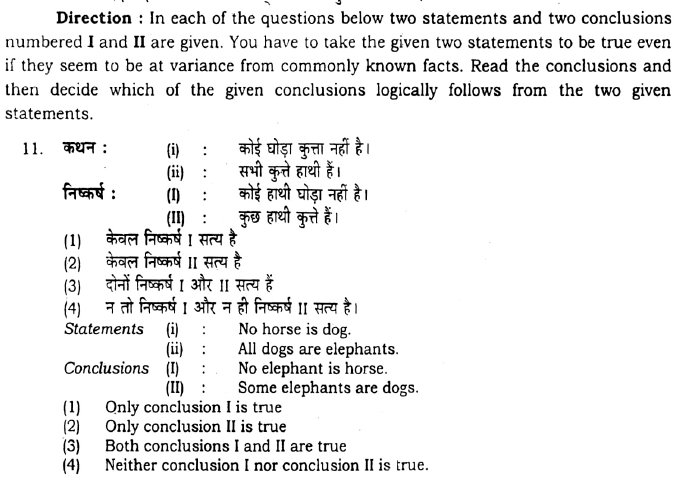 Direction : In each of the questions below two statements and two conclusions
numbered I and II are given. You have to take the given two statements to be true even
if they seem to be at variance from commonly known facts. Read the conclusions and
then decide which of the given conclusions logically follows from the two given
statements.
11. कथन : (i) : कोई घोड़ा कुत्ता नहीं है।
(ii) : सभी कुत्ते हाथी हैं।
निष्कर्ष : (I) : कोई हाथी घोड़ा नहीं है।
(II) : कुछ हाथी कुत्ते हैं।
(1) केवल निष्कर्ष I सत्य है
(2) केवल निष्कर्ष II सत्य है
(3) दोनों निष्कर्ष I और II सत्य हैं
(4) न तो निष्कर्ष I और न ही निष्कर्ष II सत्य है।
Statements (i) : No horse is dog.
(ii) : All dogs are elephants.
Conclusions (I) : No elephant is horse.
(II) : Some elephants are dogs.
(1) Only conclusion I is true
(2) Only conclusion II is true
(3) Both conclusions I and II are true
(4) Neither conclusion I nor conclusion II is true.